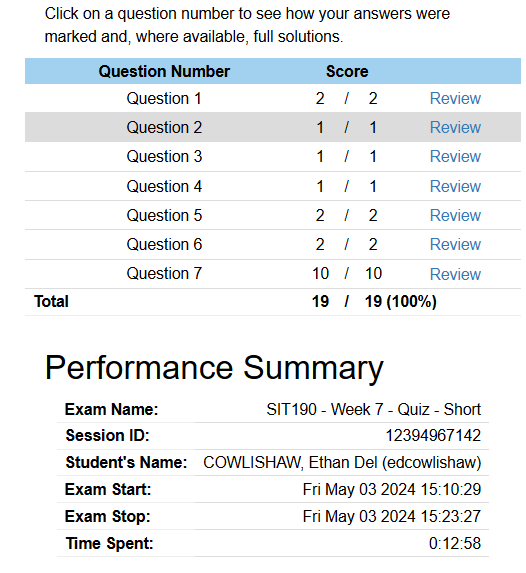 Click on a question number to see how your answers were
marked and, where available, full solutions.
Question Number Score
Question 1 2 / 2 Review
Question 2 1 / 1 Review
Question 3 1 / 1 Review
Question 4 1 / 1 Review
Question 5 2 / 2 Review
Question 6 2 / 2 Review
Question 7 10 / 10 Review
Total 19 / 19 (100%)
Performance Summary
Exam Name: SIT190 - Week 7 - Quiz - Short
Session ID: 12394967142
Student's Name: COWLISHAW, Ethan Del (edcowlishaw)
Exam Start: Fri May 03 2024 15:10:29
Exam Stop: Fri May 03 2024 15:23:27
Time Spent: 0:12:58